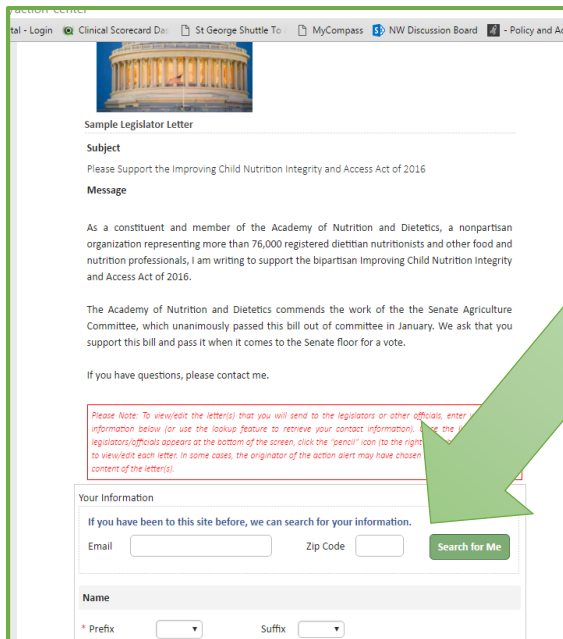 tal - Login Clinical Scorecard Da St George Shuttle To MyCompass NW Discussion Board - Policy and Ac
Sample Legislator Letter
Subject
Please Support the Improving Child Nutrition Integrity and Access Act of 2016
Message
As a constituent and member of the Academy of Nutrition and Dietetics, a nonpartisan
organization representing more than 76,000 registered dietitian nutritionists and other food and
nutrition professionals, I am writing to support the bipartisan Improving Child Nutrition Integrity
and Access Act of 2016.
The Academy of Nutrition and Dietetics commends the work of the the Senate Agriculture
Committee, which unanimously passed this bill out of committee in January. We ask that you
support this bill and pass it when it comes to the Senate floor for a vote.
If you have questions, please contact me.
Please Note: To view/edit the letter(s) that you will send to the legislators or other officials, enter
information below (or use the lookup feature to retrieve your contact information). the
legislators/officials appears at the bottom of the screen, click the "pencil" icon (to the right
to view/edit each letter. In some cases, the originator of the action alert may have chosen
content of the letter(s).
Your Information
If you have been to this site before, we can search for your information.
Email Zip Code Search for Me
Name
* Prefix Suffix